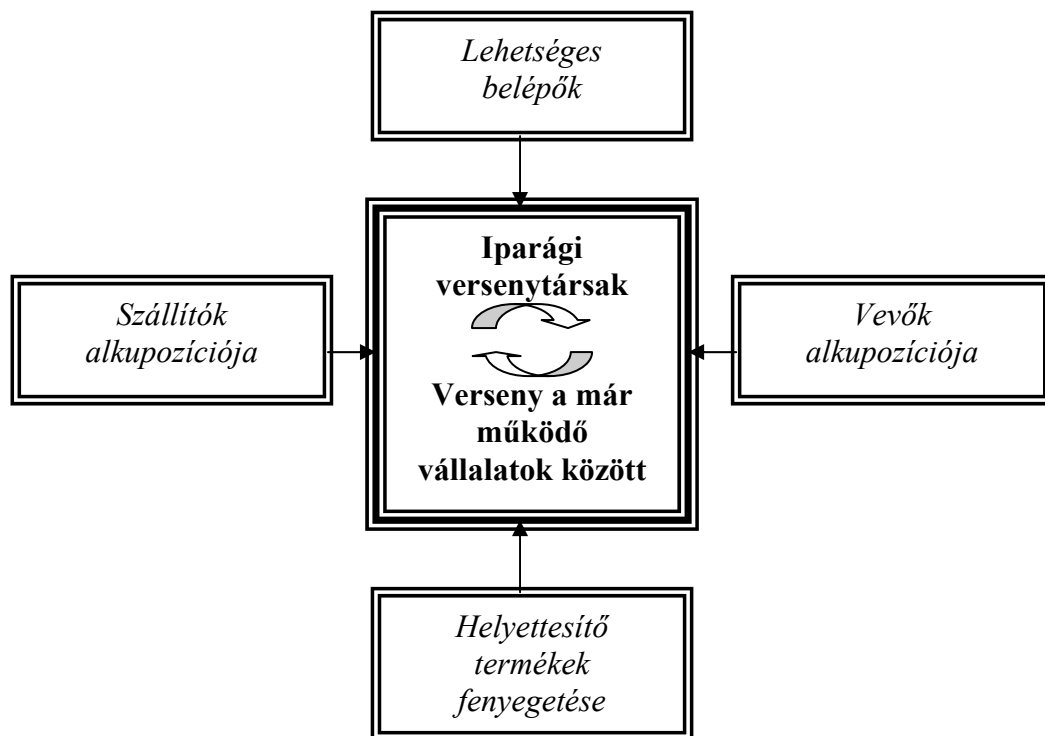 Lehetséges
belépők
Iparági
versenytársak
Szállítók
alkupozíciója
Vevők
alkupozíciója
Verseny a már
működő
vállalatok között
Helyettesítő
termékek
fenyegetése